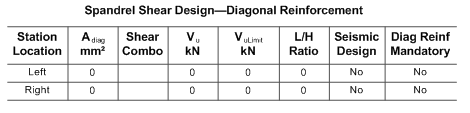 Spandrel Shear Design—Diagonal Reinforcement
Station Location A diag mm² Shear Combo V u kN V uLimit kN L/H Ratio Seismic Design Diag Reinf Mandatory
Left 0 0 0 0 No No
Right 0 0 0 0 No No